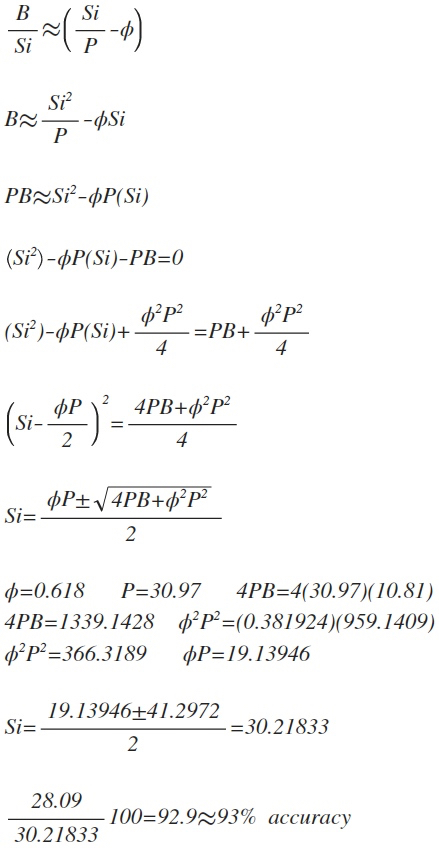 B/Si≈(Si/P-ϕ)
B≈Si²/P-ϕSi
PB≈Si²-ϕP(Si)
(Si²)-ϕP(Si)-PB=0
(Si²)-ϕP(Si)+ϕ²P²/4=PB+ϕ²P²/4
(Si-ϕP/2)²=4PB+ϕ²P²/4
Si=ϕP±√4PB+ϕ²P²/2
ϕ=0.618 P=30.97 4PB=4(30.97)(10.81)
4PB=1339.1428 ϕ²P²=(0.381924)(959.1409)
ϕ²P²=366.3189 ϕP=19.13946
Si=19.13946±41.2972/2=30.21833
28.09/30.21833 100=92.9≈93% accuracy